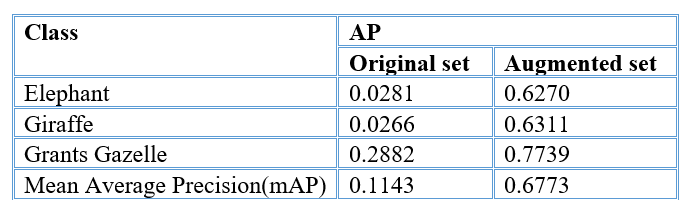 Class AP
Original set Augmented set
Elephant 0.0281 0.6270
Giraffe 0.0266 0.6311
Grants Gazelle 0.2882 0.7739
Mean Average Precision(mAP) 0.1143 0.6773